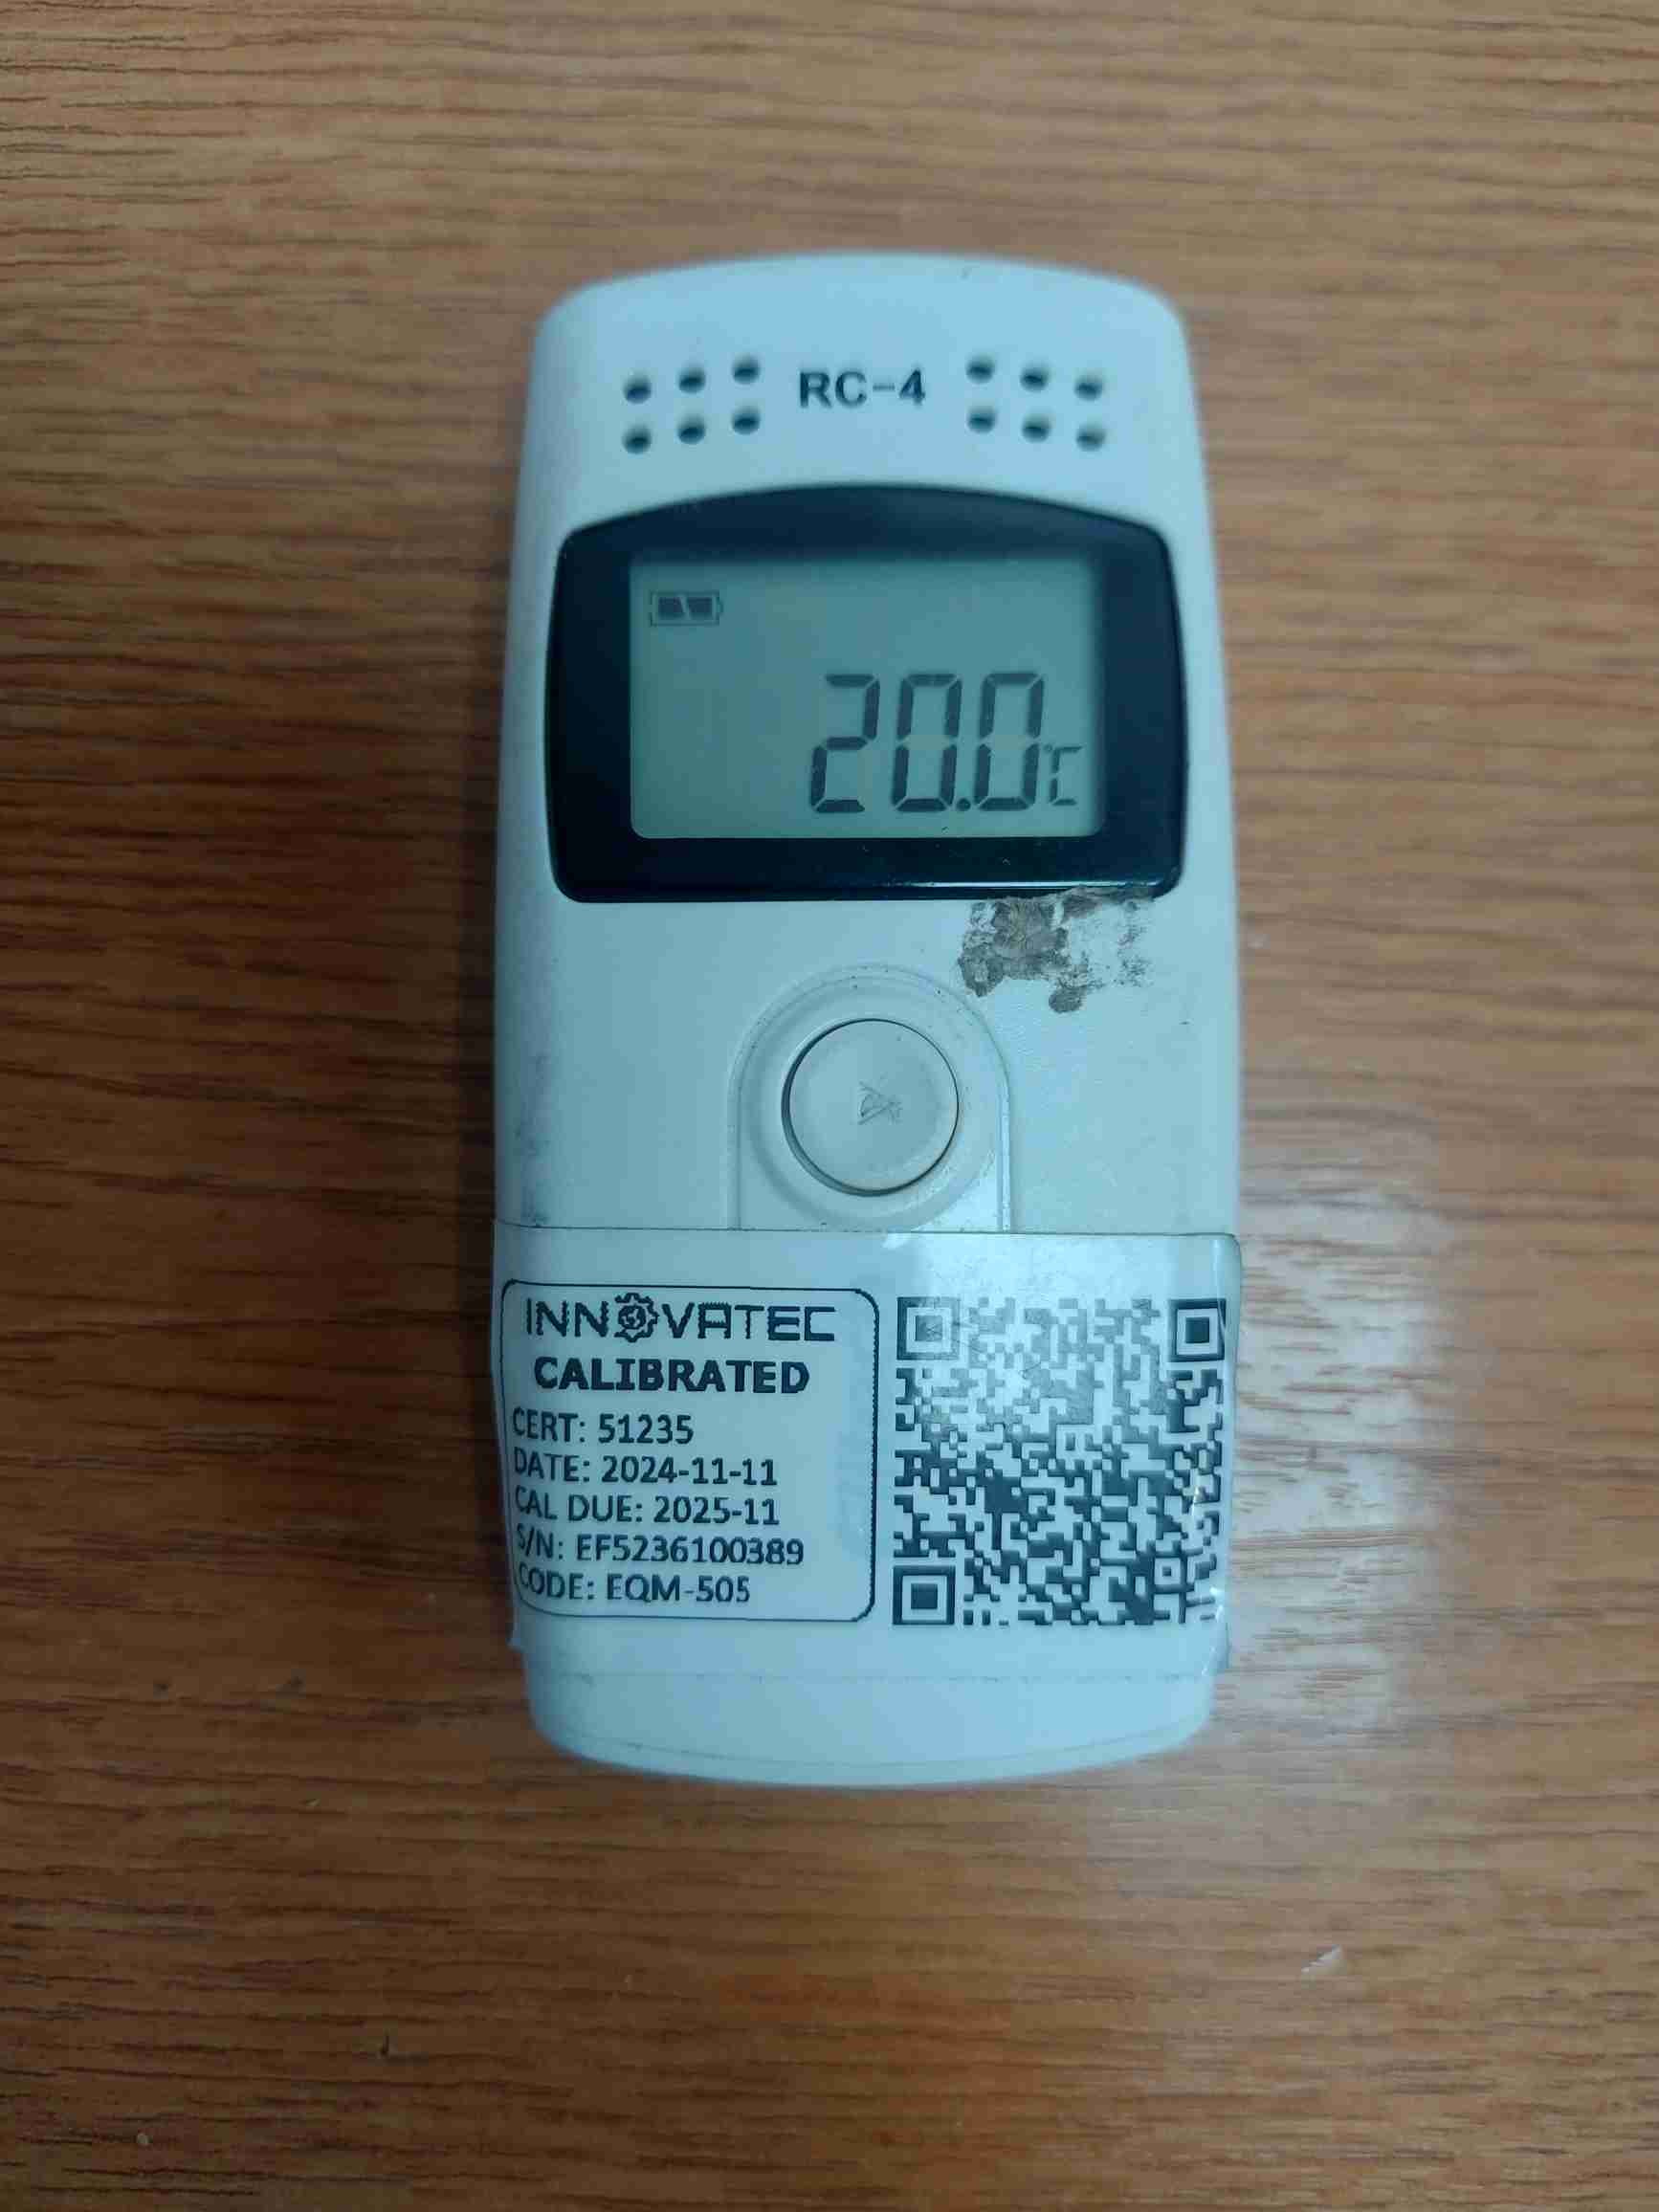 RC-4
20.0℃
INNOVATEC
CALIBRATED
CERT: 51235
DATE: 2024-11-11
CAL DUE: 2025-11
S/N: EF5236100389
CODE: EQM-505